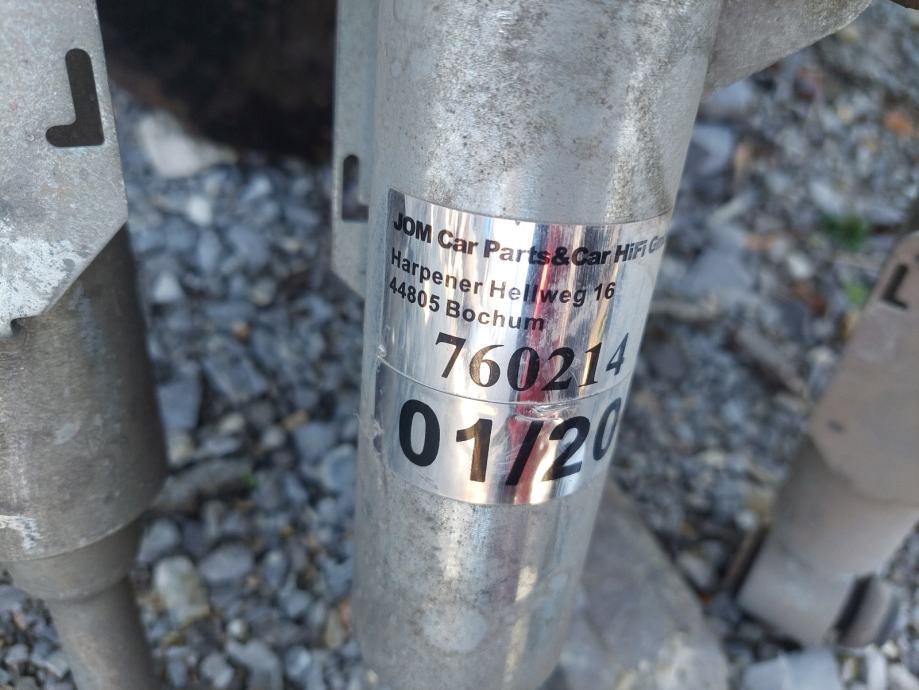 JOM Car Parts&Car HiFi
Harpener Hellweg 16
44805 Bochum
760214
01/20